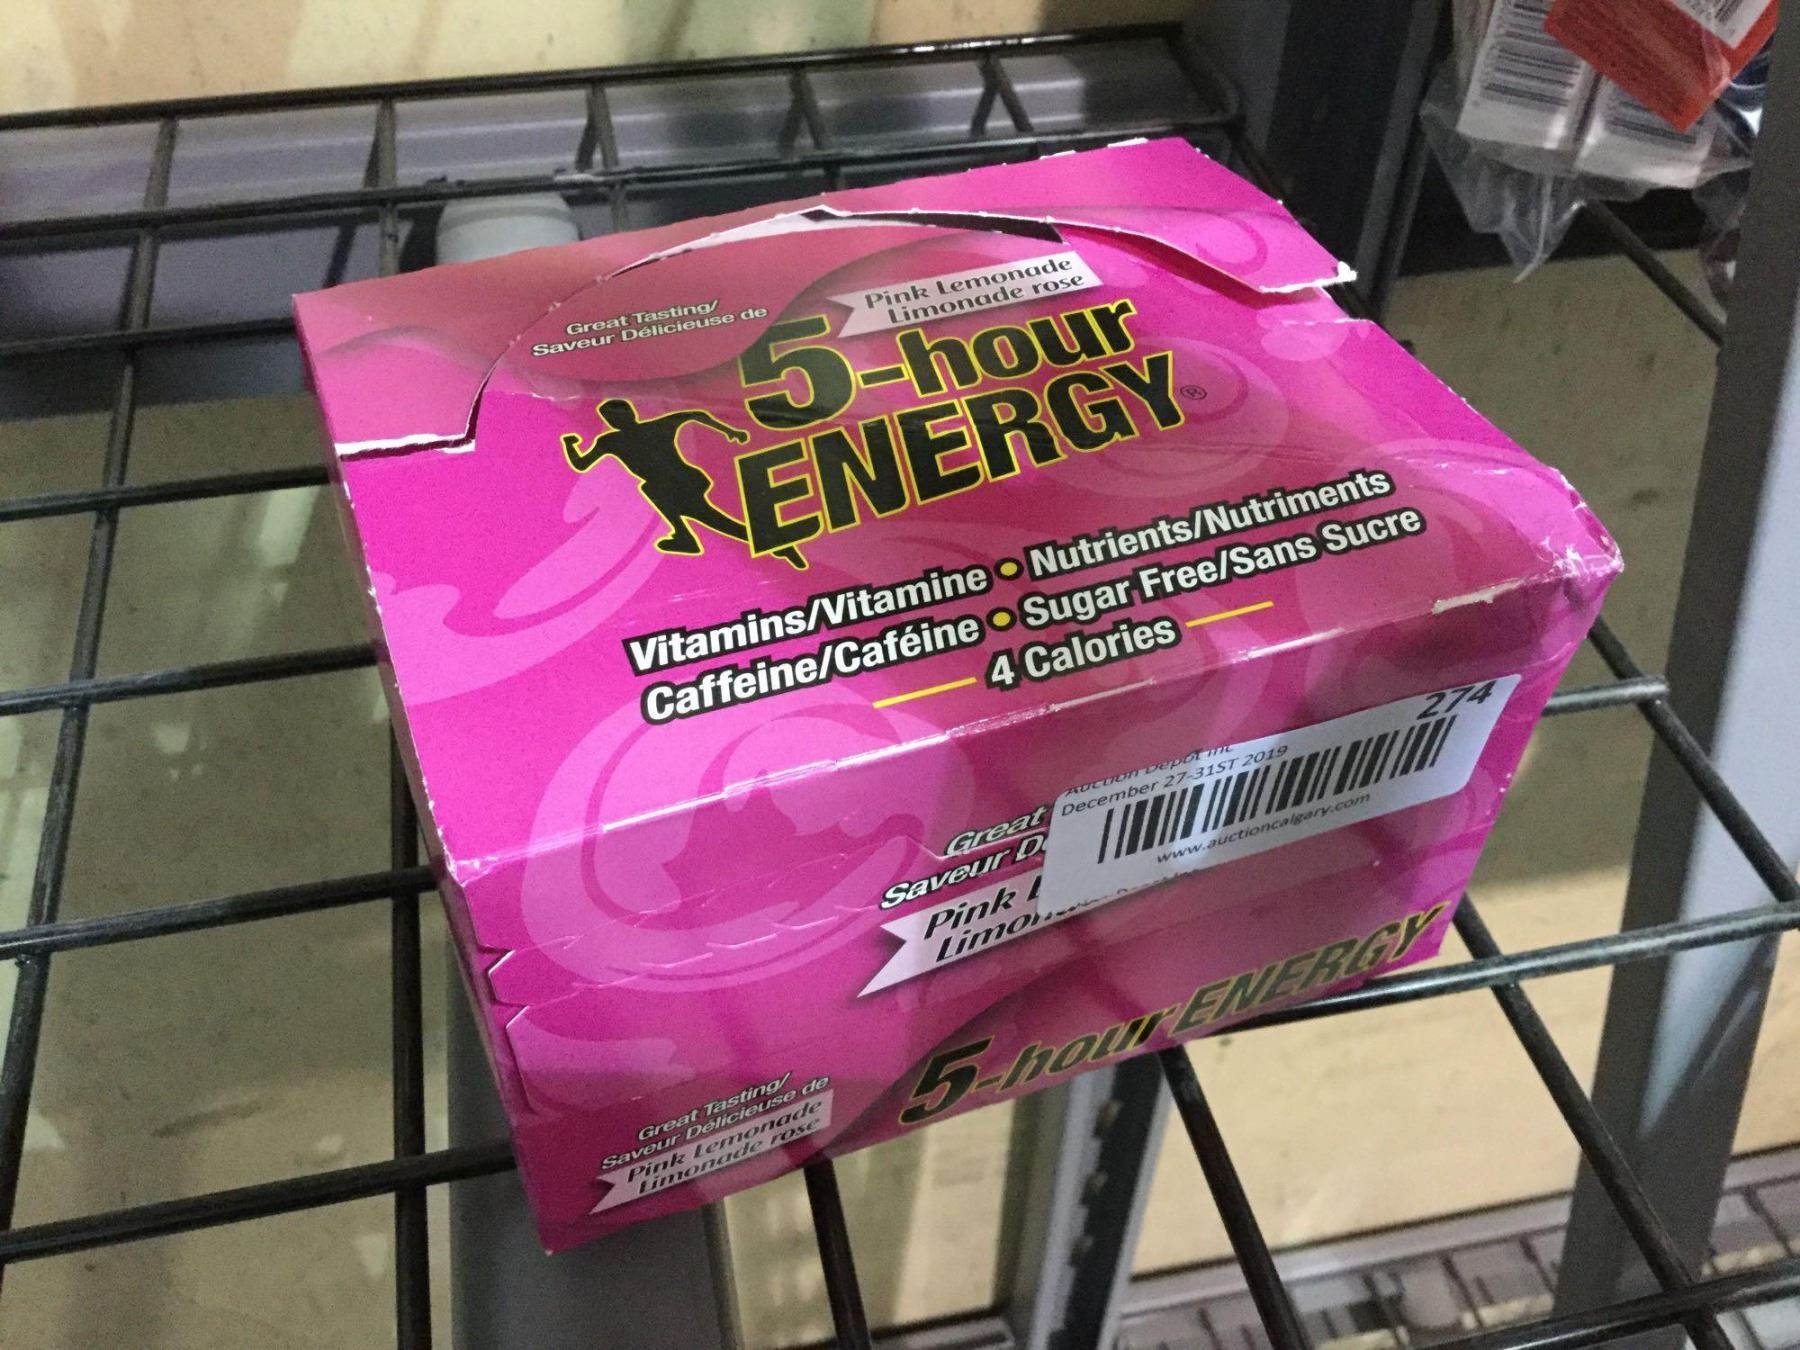 Great Tasting/
Saveur Délicieuse de
Pink Lemonade
Limonade rose
5-hour
ENERGY®
Vitamins/Vitamine • Nutrients/Nutriments
Caffeine/Caféine • Sugar Free/Sans Sucre
4 Calories
274
Auction Depot Inc
December 27-31ST 2019
www.auctioncalgary.com
Great
Saveur D
Pink L
Limon
5-hour ENERGY
Great Tasting/
Saveur Délicieuse de
Pink Lemonade
Limonade rose